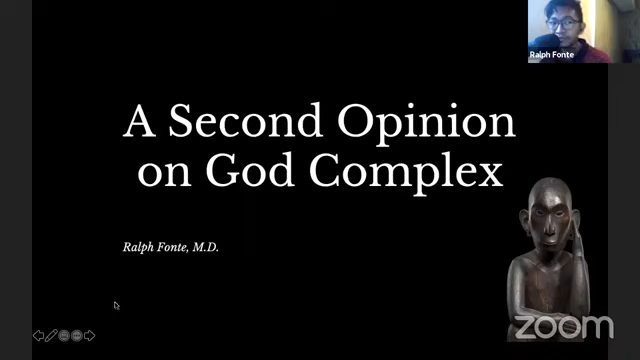 Ralph Fonte
A Second Opinion
on God Complex
Ralph Fonte, M.D.
zoom